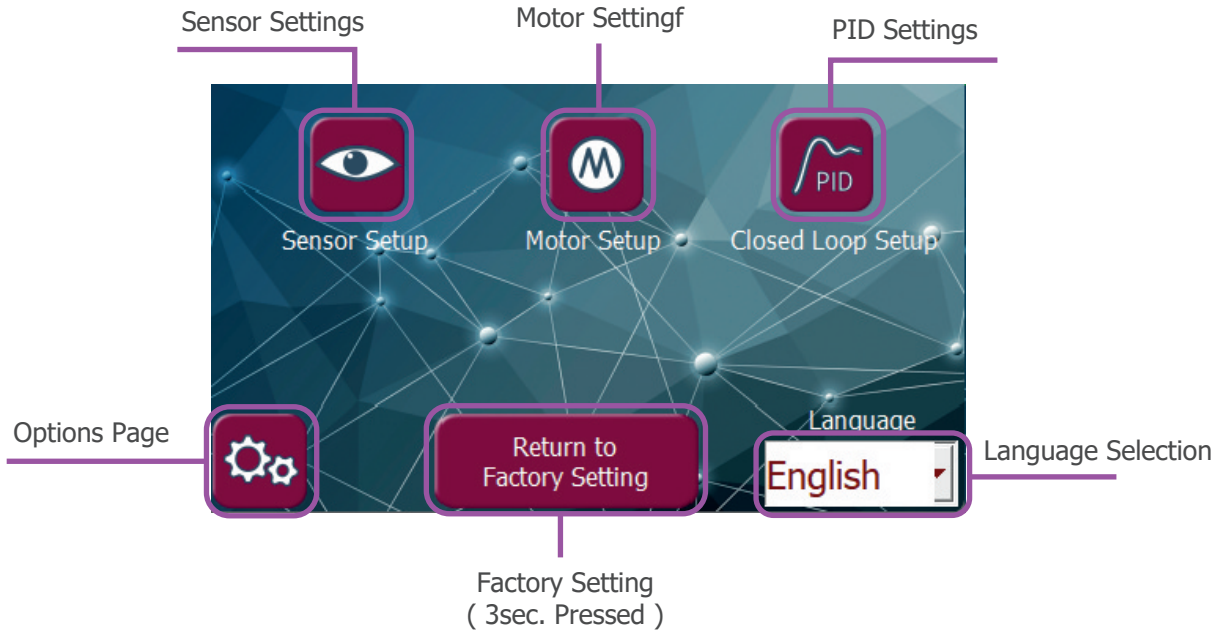 Sensor Settings
Motor Settingf
PID Settings
M
PID
Sensor Setup
Motor Setup
Closed Loop Setup
Options Page
Return to
Factory Setting
Language
English
Language Selection
Factory Setting
( 3sec. Pressed )